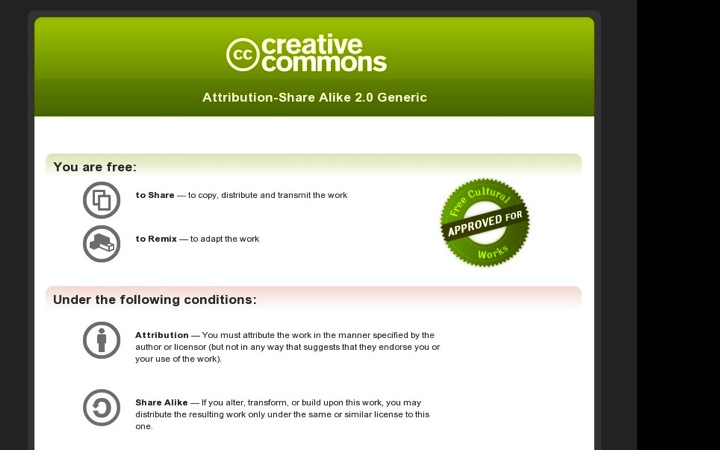 cc creative
commons
Attribution-Share Alike 2.0 Generic
You are free:
to Share — to copy, distribute and transmit the work
to Remix — to adapt the work
Free Cultural
APPROVED FOR
Works
Under the following conditions:
Attribution — You must attribute the work in the manner specified by the
author or licensor (but not in any way that suggests that they endorse you or
your use of the work).
Share Alike — If you alter, transform, or build upon this work, you may
distribute the resulting work only under the same or similar license to this
one.